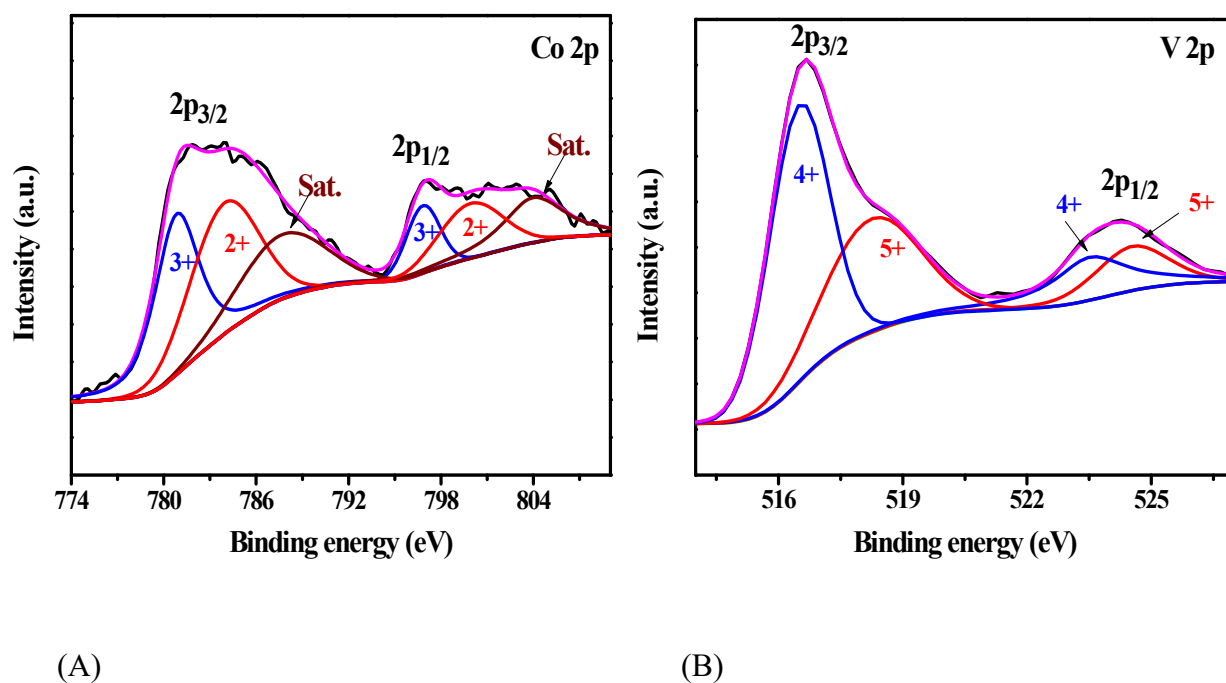 Co 2p
2p3/2
Sat.
2p1/2
Sat.
3+
2+
3+
2+
Intensity (a.u.)
774 780 786 792 798 804
Binding energy (eV)
(A)
V 2p
2p3/2
4+
5+
2p1/2
4+
5+
Intensity (a.u.)
516 519 522 525
Binding energy (eV)
(B)